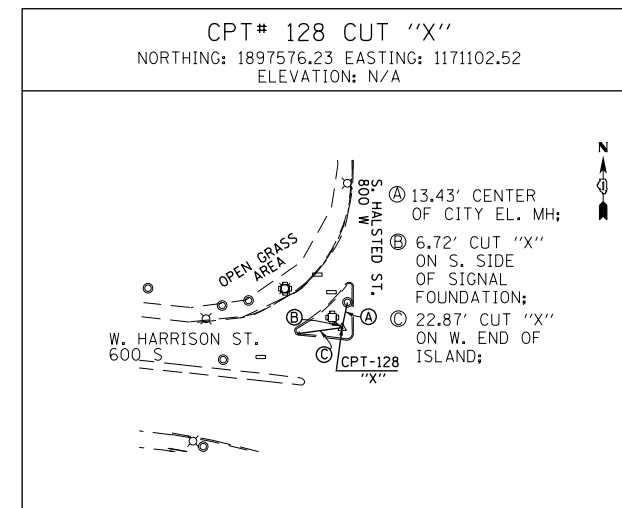 CPT# 128 CUT "X"
NORTHING: 1897576.23 EASTING: 1171102.52
ELEVATION: N/A
N
S. HALSTED ST.
800 W
OPEN GRASS
AREA
W. HARRISON ST.
600 S
A
B
C
CPT-128
"X"
A 13.43' CENTER
OF CITY EL. MH;
B 6.72' CUT "X"
ON S. SIDE
OF SIGNAL
FOUNDATION;
C 22.87' CUT "X"
ON W. END OF
ISLAND;